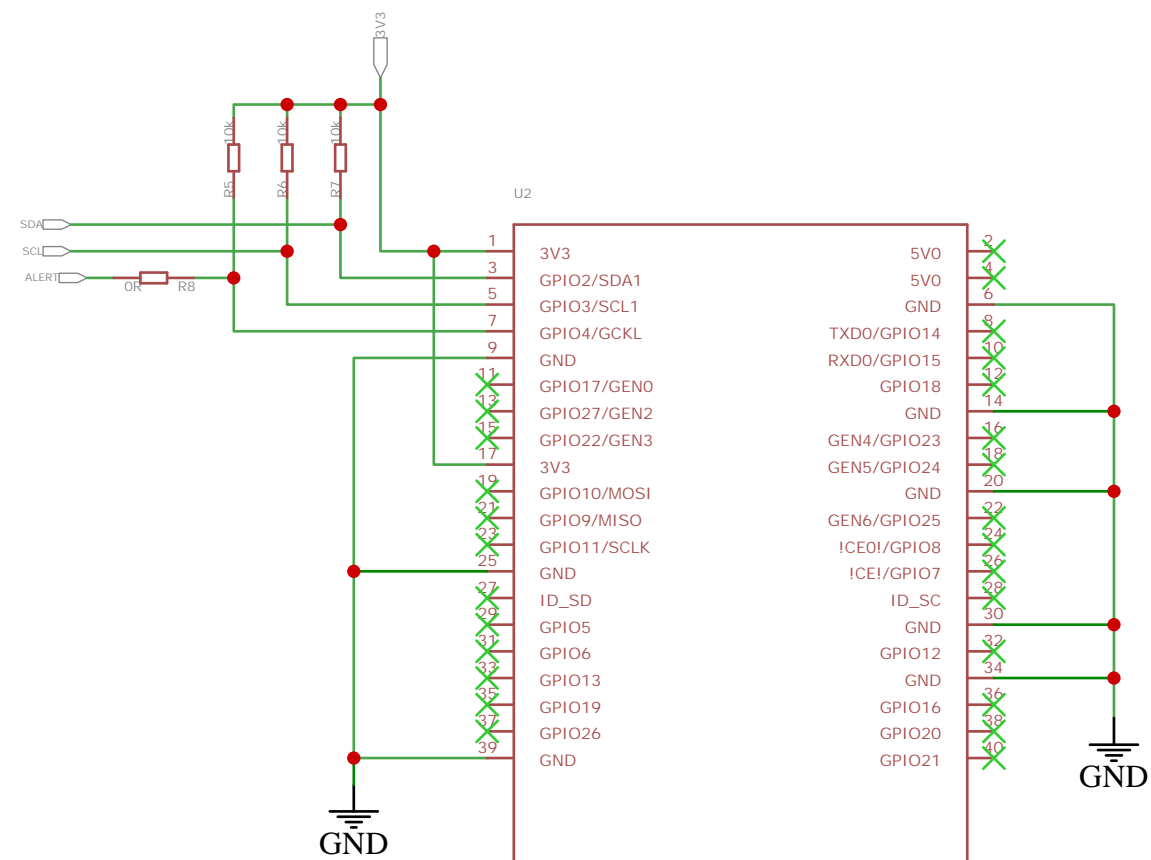 3V3
10k
10k
10k
R5
R6
R7
U2
SDA
SCL
ALERT
0R
R8
1
3V3
5V0
2
3
GPIO2/SDA1
5V0
4
5
GPIO3/SCL1
GND
6
7
GPIO4/GCKL
TXD0/GPIO14
8
9
GND
RXD0/GPIO15
10
11
GPIO17/GEN0
GPIO18
12
13
GPIO27/GEN2
GND
14
15
GPIO22/GEN3
GEN4/GPIO23
16
17
3V3
GEN5/GPIO24
18
19
GPIO10/MOSI
GND
20
21
GPIO9/MISO
GEN6/GPIO25
22
23
GPIO11/SCLK
!CE0!/GPIO8
24
25
GND
!CE!/GPIO7
26
27
ID_SD
ID_SC
28
29
GPIO5
GND
30
31
GPIO6
GPIO12
32
33
GPIO13
GND
34
35
GPIO19
GPIO16
36
37
GPIO26
GPIO20
38
39
GND
GPIO21
40
GND
GND